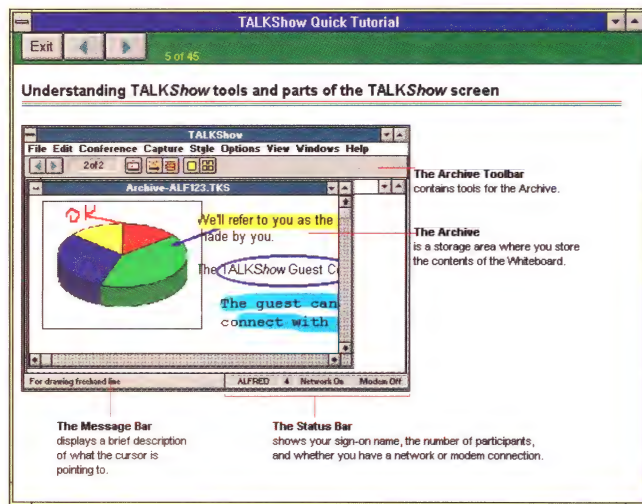 TALKShow Quick Tutorial
Exit
5 of 45
Understanding TALKShow tools and parts of the TALKShow screen
TALKShow
File Edit Conference Capture Style Options View Windows Help
2of2
Archive-ALF123.TKS
OK
We'll refer to you as the
made by you.
The TALKShow Guest C
The guest can
connect with
For drawing freehand line
ALFRED 4 Network On Modem Off
The Archive Toolbar
contains tools for the Archive.
The Archive
is a storage area where you store
the contents of the Whiteboard.
The Message Bar
displays a brief description
of what the cursor is
pointing to.
The Status Bar
shows your sign-on name, the number of participants,
and whether you have a network or modem connection.